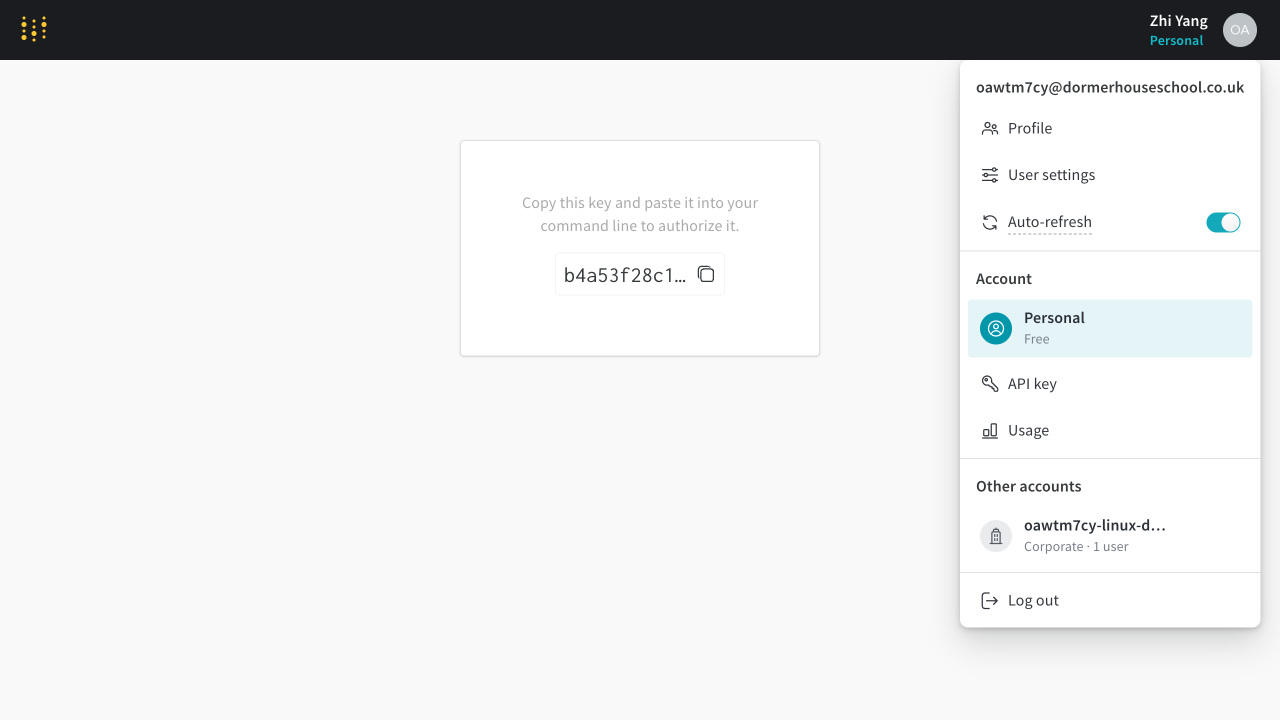 Zhi Yang
Personal
OA
oawtm7cy@dormerhouseschool.co.uk
Profile
User settings
Auto-refresh
Account
Personal
Free
API key
Usage
Other accounts
oawtm7cy-linux-d…
Corporate · 1 user
Log out
Copy this key and paste it into your
command line to authorize it.
b4a53f28c1…